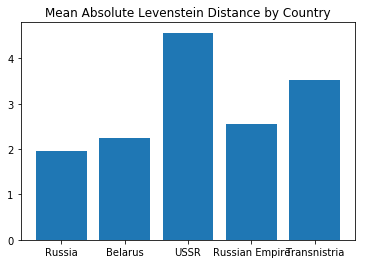 Mean Absolute Levenstein Distance by Country
4
3
2
1
0
Russia Belarus USSR Russian Empire Transnistria